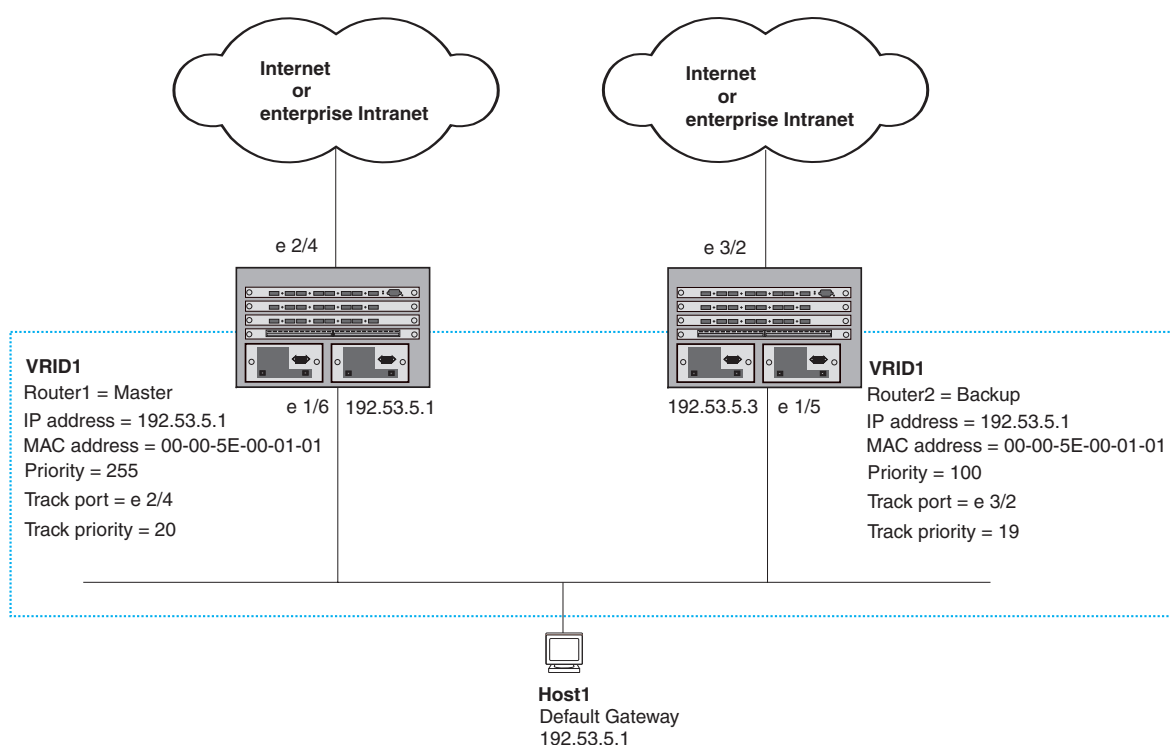 Internet
or
enterprise Intranet
Internet
or
enterprise Intranet
e 2/4
e 3/2
VRID1
Router1 = Master
IP address = 192.53.5.1
MAC address = 00-00-5E-00-01-01
Priority = 255
Track port = e 2/4
Track priority = 20
e 1/6
192.53.5.1
192.53.5.3
e 1/5
VRID1
Router2 = Backup
IP address = 192.53.5.1
MAC address = 00-00-5E-00-01-01
Priority = 100
Track port = e 3/2
Track priority = 19
Host1
Default Gateway
192.53.5.1